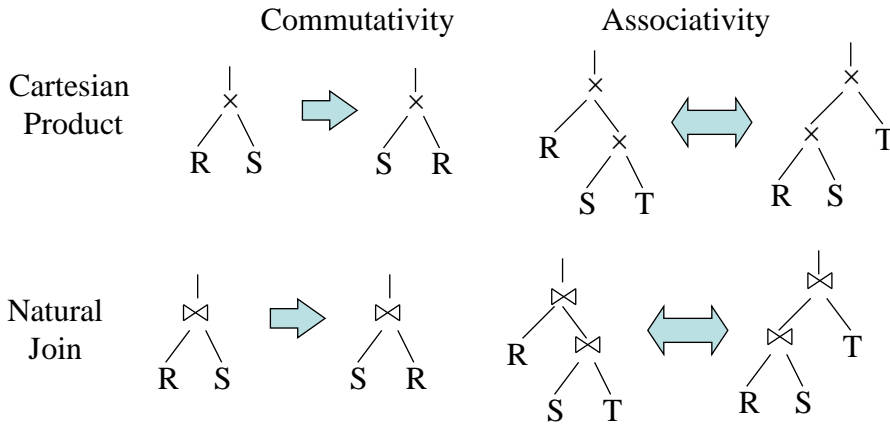 Commutativity Associativity
Cartesian
Product
×
R S
×
S R
×
R
×
S T
×
×
T
R S
Natural
Join
⋈
R S
⋈
S R
⋈
R
⋈
S T
⋈
⋈
T
R S